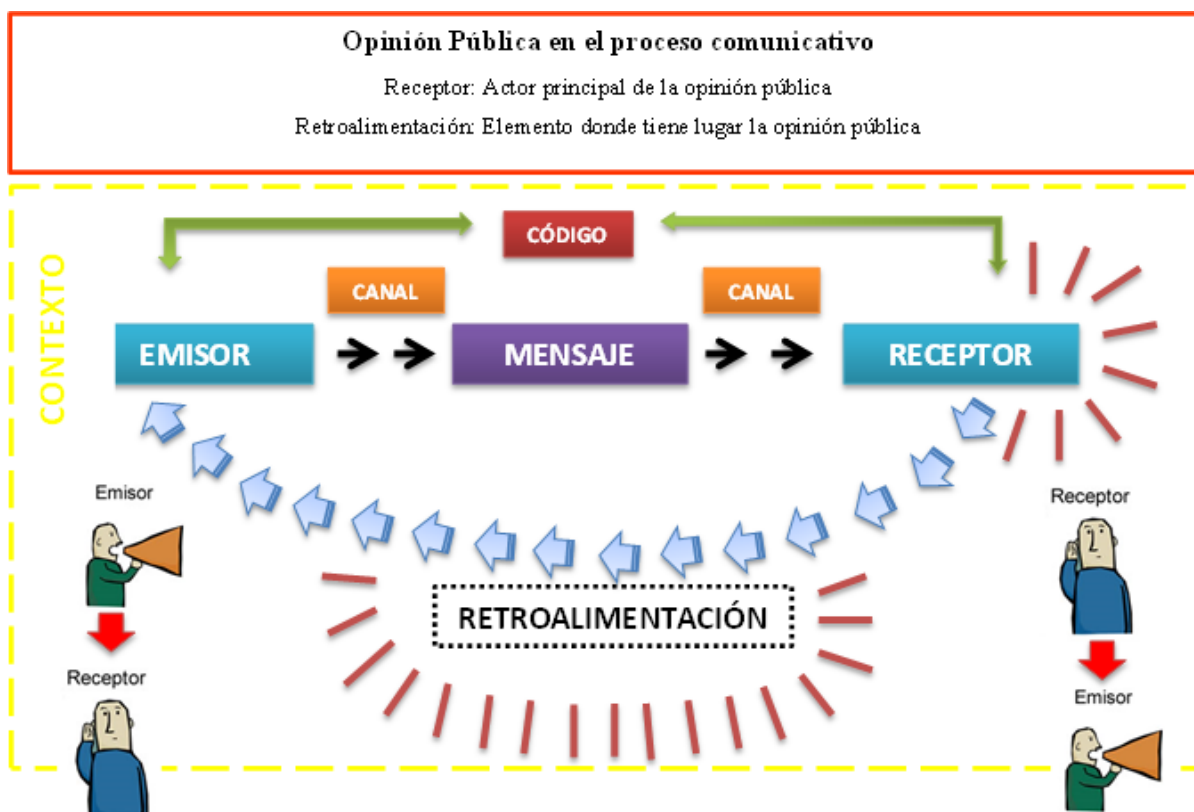 Opinión Pública en el proceso comunicativo
Receptor: Actor principal de la opinión pública
Retroalimentación: Elemento donde tiene lugar la opinión pública
CONTEXTO
CÓDIGO
CANAL
CANAL
EMISOR
MENSAJE
RECEPTOR
Emisor
Receptor
RETROALIMENTACIÓN
Receptor
Emisor